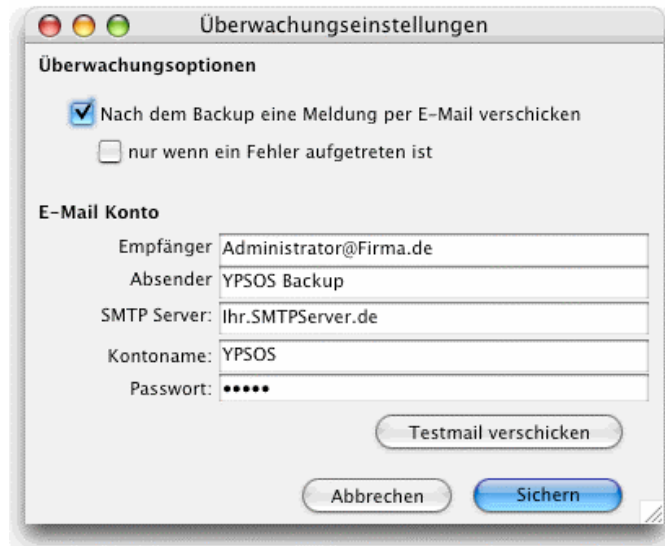 Überwachungseinstellungen
Überwachungsoptionen
Nach dem Backup eine Meldung per E-Mail verschicken
nur wenn ein Fehler aufgetreten ist
E-Mail Konto
Empfänger Administrator@Firma.de
Absender YPSOS Backup
SMTP Server: Ihr.SMTPServer.de
Kontoname: YPSOS
Passwort: •••••
Testmail verschicken
Abbrechen Sichern